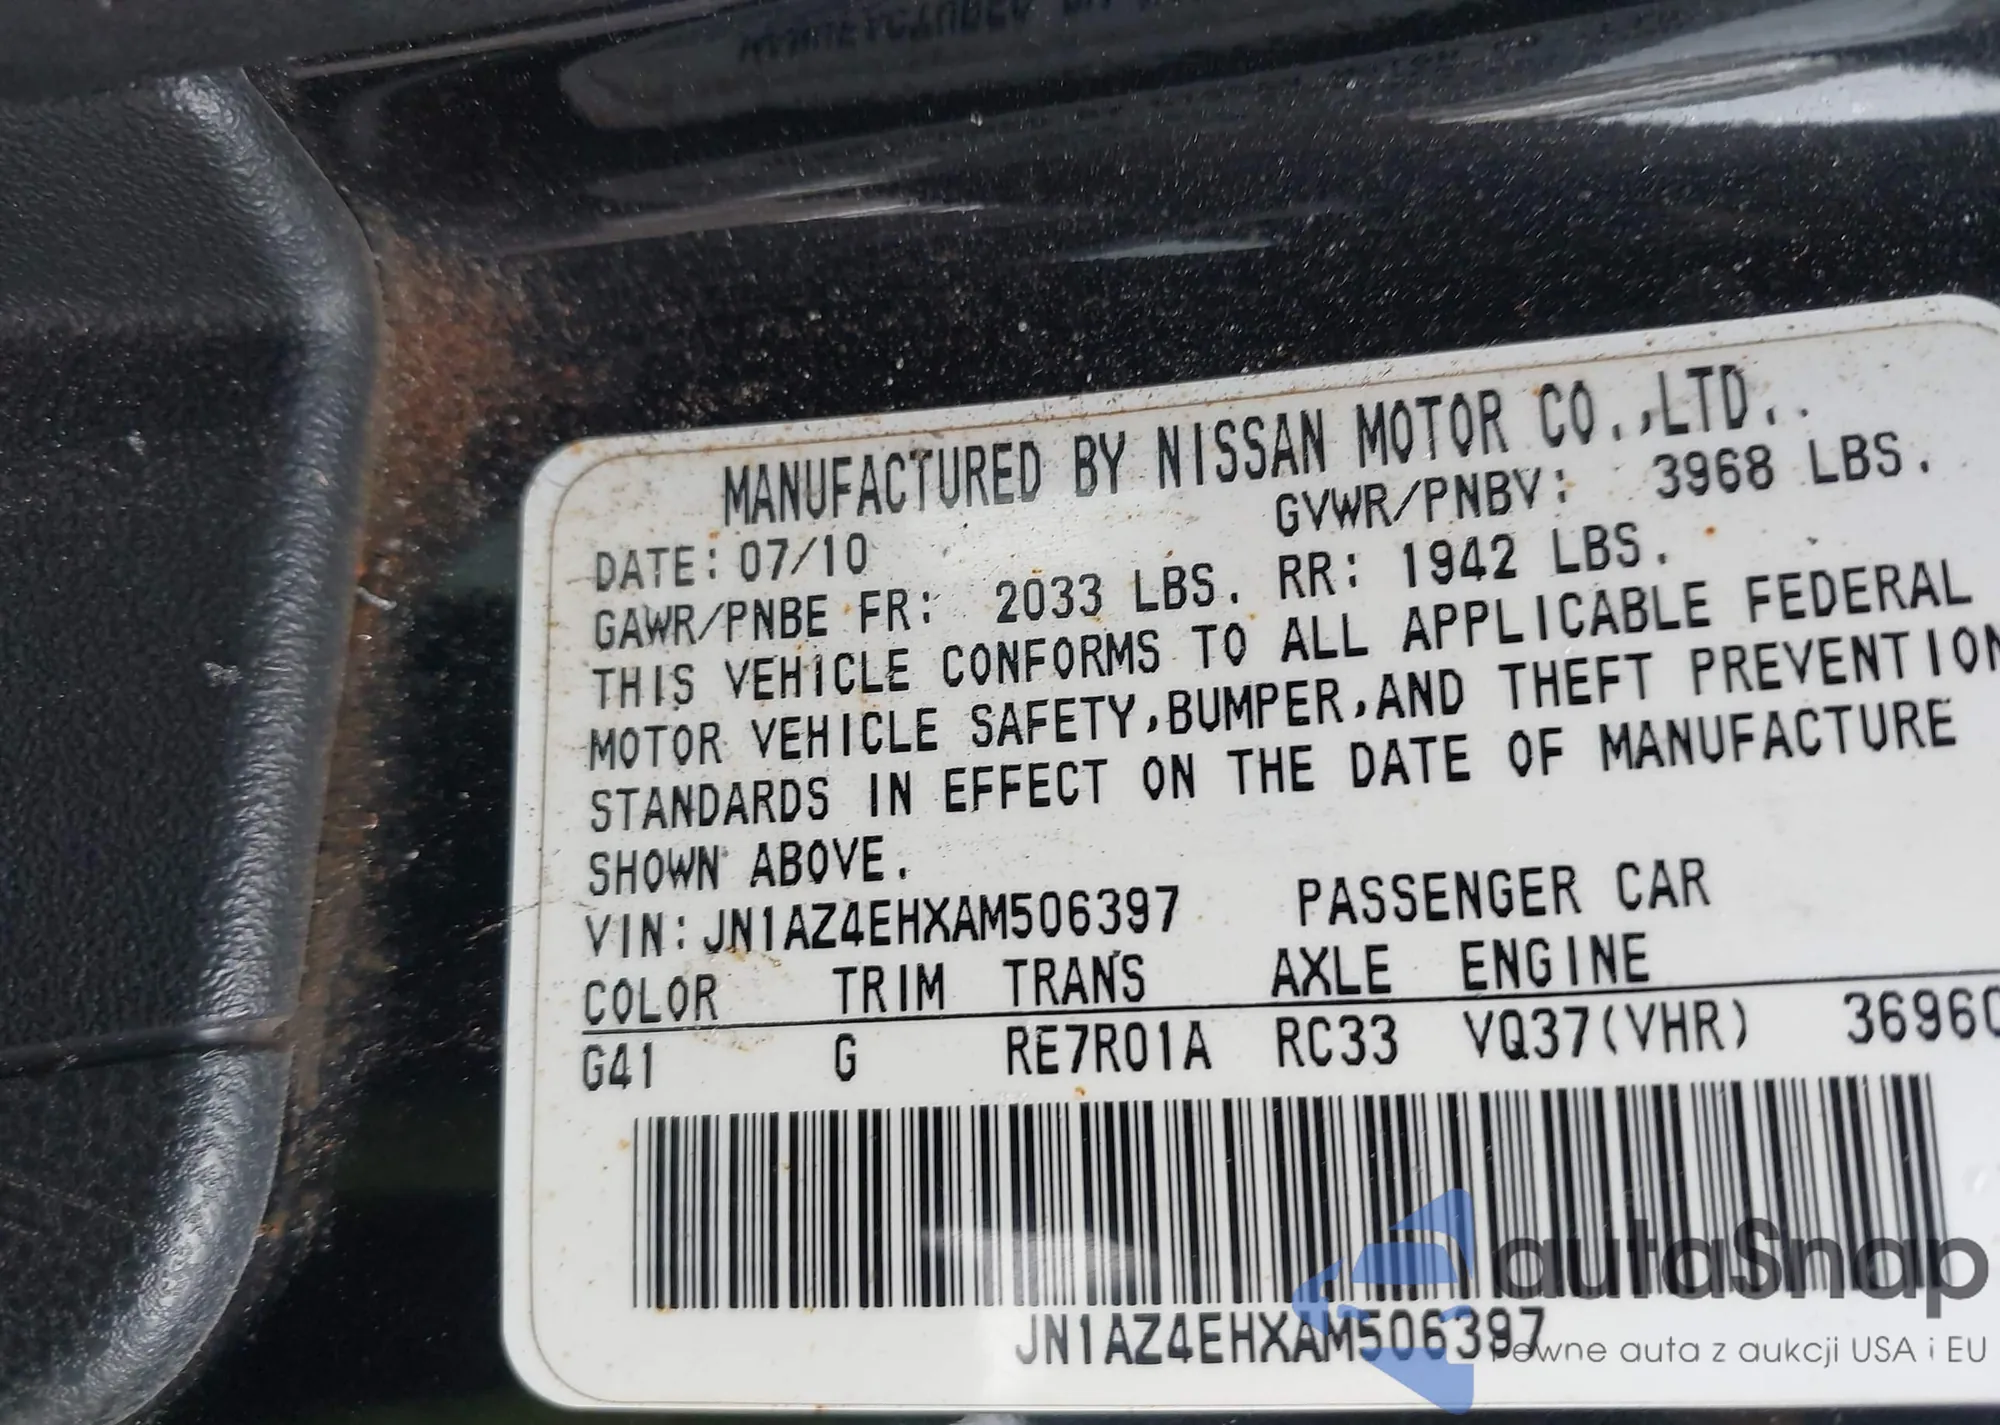 MANUFACTURED BY NISSAN MOTOR CO.,LTD..
DATE: 07/10 GVWR/PNBV: 3968 LBS.
GAWR/PNBE FR: 2033 LBS. RR: 1942 LBS.
THIS VEHICLE CONFORMS TO ALL APPLICABLE FEDERAL
MOTOR VEHICLE SAFETY,BUMPER,AND THEFT PREVENTION
STANDARDS IN EFFECT ON THE DATE OF MANUFACTURE
SHOWN ABOVE.
VIN: JN1AZ4EHXAM506397 PASSENGER CAR
COLOR TRIM TRANS AXLE ENGINE
G41 G RE7R01A RC33 VQ37(VHR) 3696C
JN1AZ4EHXAM506397
autaSnap
Pewne auta z aukcji USA i EU